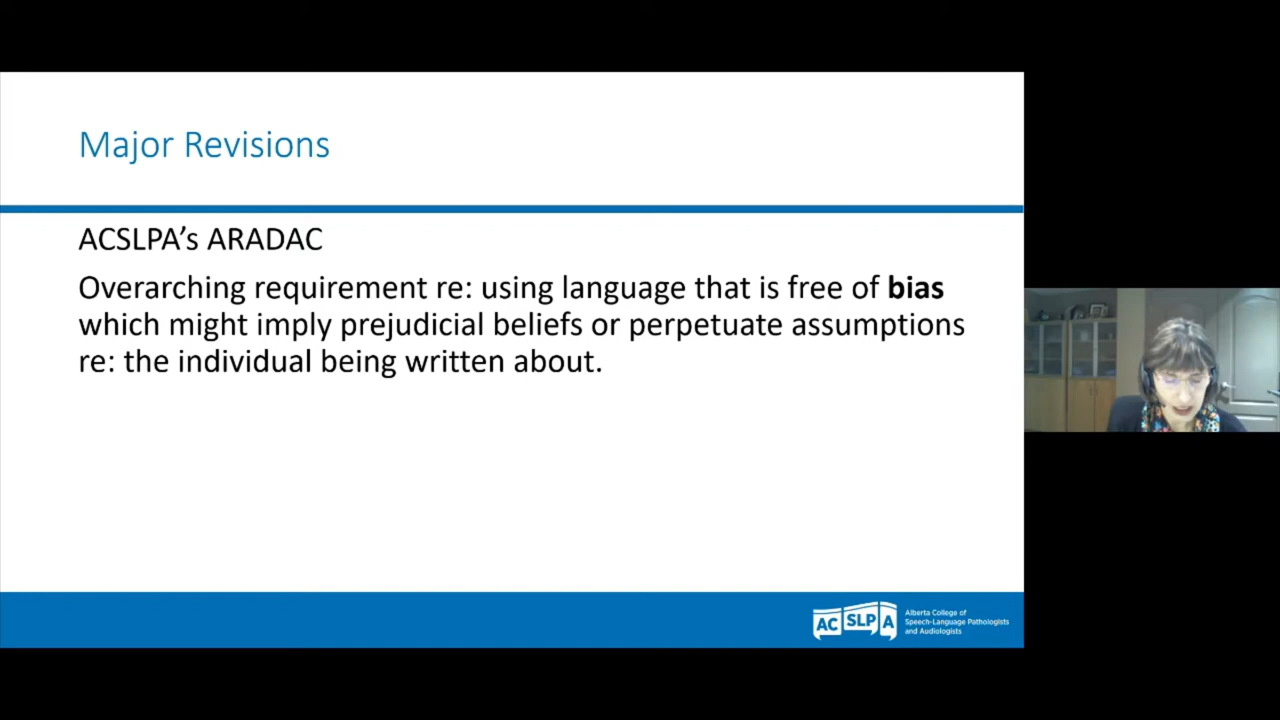 Major Revisions
ACSLPA’s ARADAC
Overarching requirement re: using language that is free of bias
which might imply prejudicial beliefs or perpetuate assumptions
re: the individual being written about.
AC SLP A
Alberta College of
Speech-Language Pathologists
and Audiologists